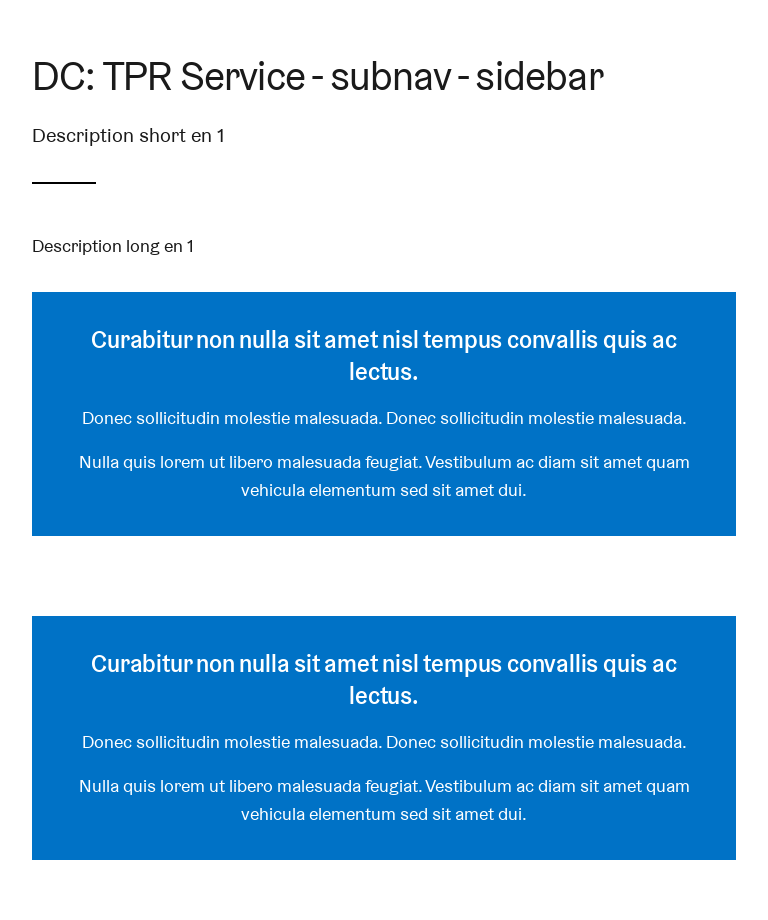 DC: TPR Service - subnav - sidebar
Description short en 1
Description long en 1
Curabitur non nulla sit amet nisl tempus convallis quis ac
lectus.
Donec sollicitudin molestie malesuada. Donec sollicitudin molestie malesuada.
Nulla quis lorem ut libero malesuada feugiat. Vestibulum ac diam sit amet quam
vehicula elementum sed sit amet dui.
Curabitur non nulla sit amet nisl tempus convallis quis ac
lectus.
Donec sollicitudin molestie malesuada. Donec sollicitudin molestie malesuada.
Nulla quis lorem ut libero malesuada feugiat. Vestibulum ac diam sit amet quam
vehicula elementum sed sit amet dui.